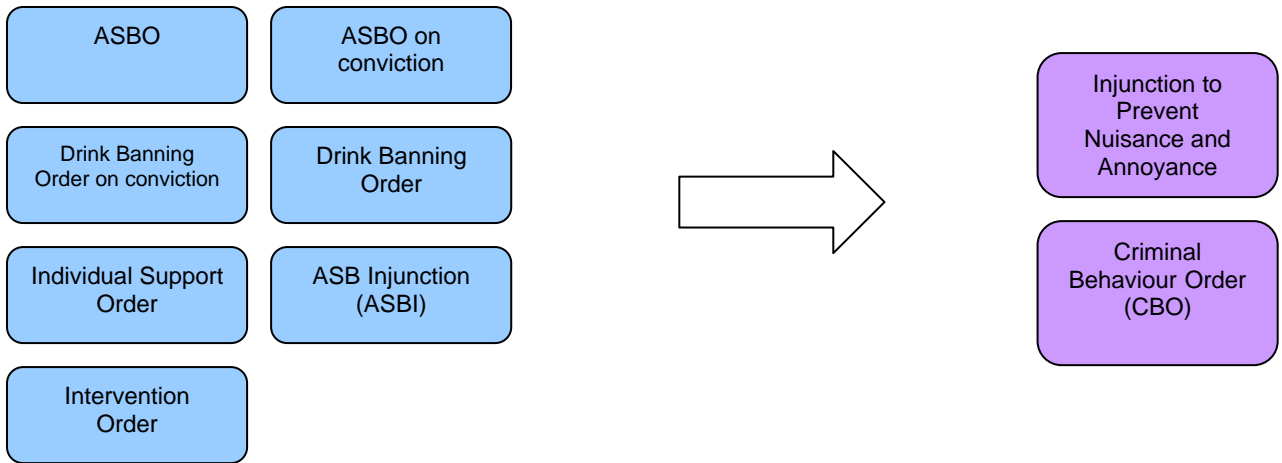 ASBO
ASBO on
conviction
Drink Banning
Order on conviction
Drink Banning
Order
Individual Support
Order
ASB Injunction
(ASBI)
Intervention
Order
Injunction to
Prevent
Nuisance and
Annoyance
Criminal
Behaviour Order
(CBO)